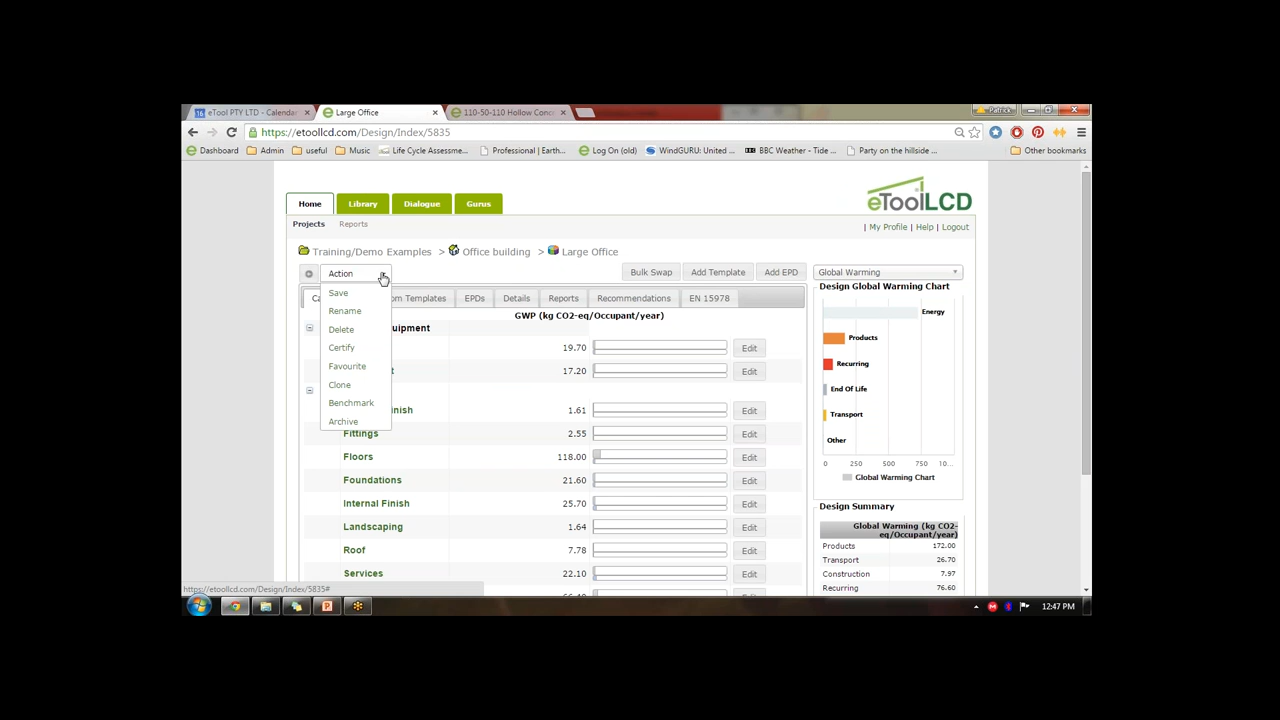 eTool PTY LTD - Calenda
Large Office
110-50-110 Hollow Conc
Patrick
https://etoollcd.com/Design/Index/5835
Dashboard
Admin
useful
Music
Life Cycle Assessme...
Professional | Earth...
Log On (old)
WindGURU: United ...
BBC Weather - Tide ...
Party on the hillside ...
Other bookmarks
Home
Library
Dialogue
Gurus
eToolLCD
Projects
Reports
| My Profile | Help | Logout
Training/Demo Examples > Office building > Large Office
Action
Bulk Swap
Add Template
Add EPD
Global Warming
Save
Rename
Delete
Certify
Favourite
Clone
Benchmark
Archive
Ca
om Templates
EPDs
Details
Reports
Recommendations
EN 15978
GWP (kg CO2-eq/Occupant/year)
uipment
19.70
Edit
t
17.20
Edit
inish
1.61
Edit
Fittings
2.55
Edit
Floors
118.00
Edit
Foundations
21.60
Edit
Internal Finish
25.70
Edit
Landscaping
1.64
Edit
Roof
7.78
Edit
Services
22.10
Edit
Design Global Warming Chart
Energy
Products
Recurring
End Of Life
Transport
Other
0 250 500 750 10...
Global Warming Chart
Design Summary
Global Warming (kg CO2-
eq/Occupant/year)
Products 172.00
Transport 26.70
Construction 7.97
Recurring 76.60
https://etoollcd.com/Design/Index/5835#
12:47 PM